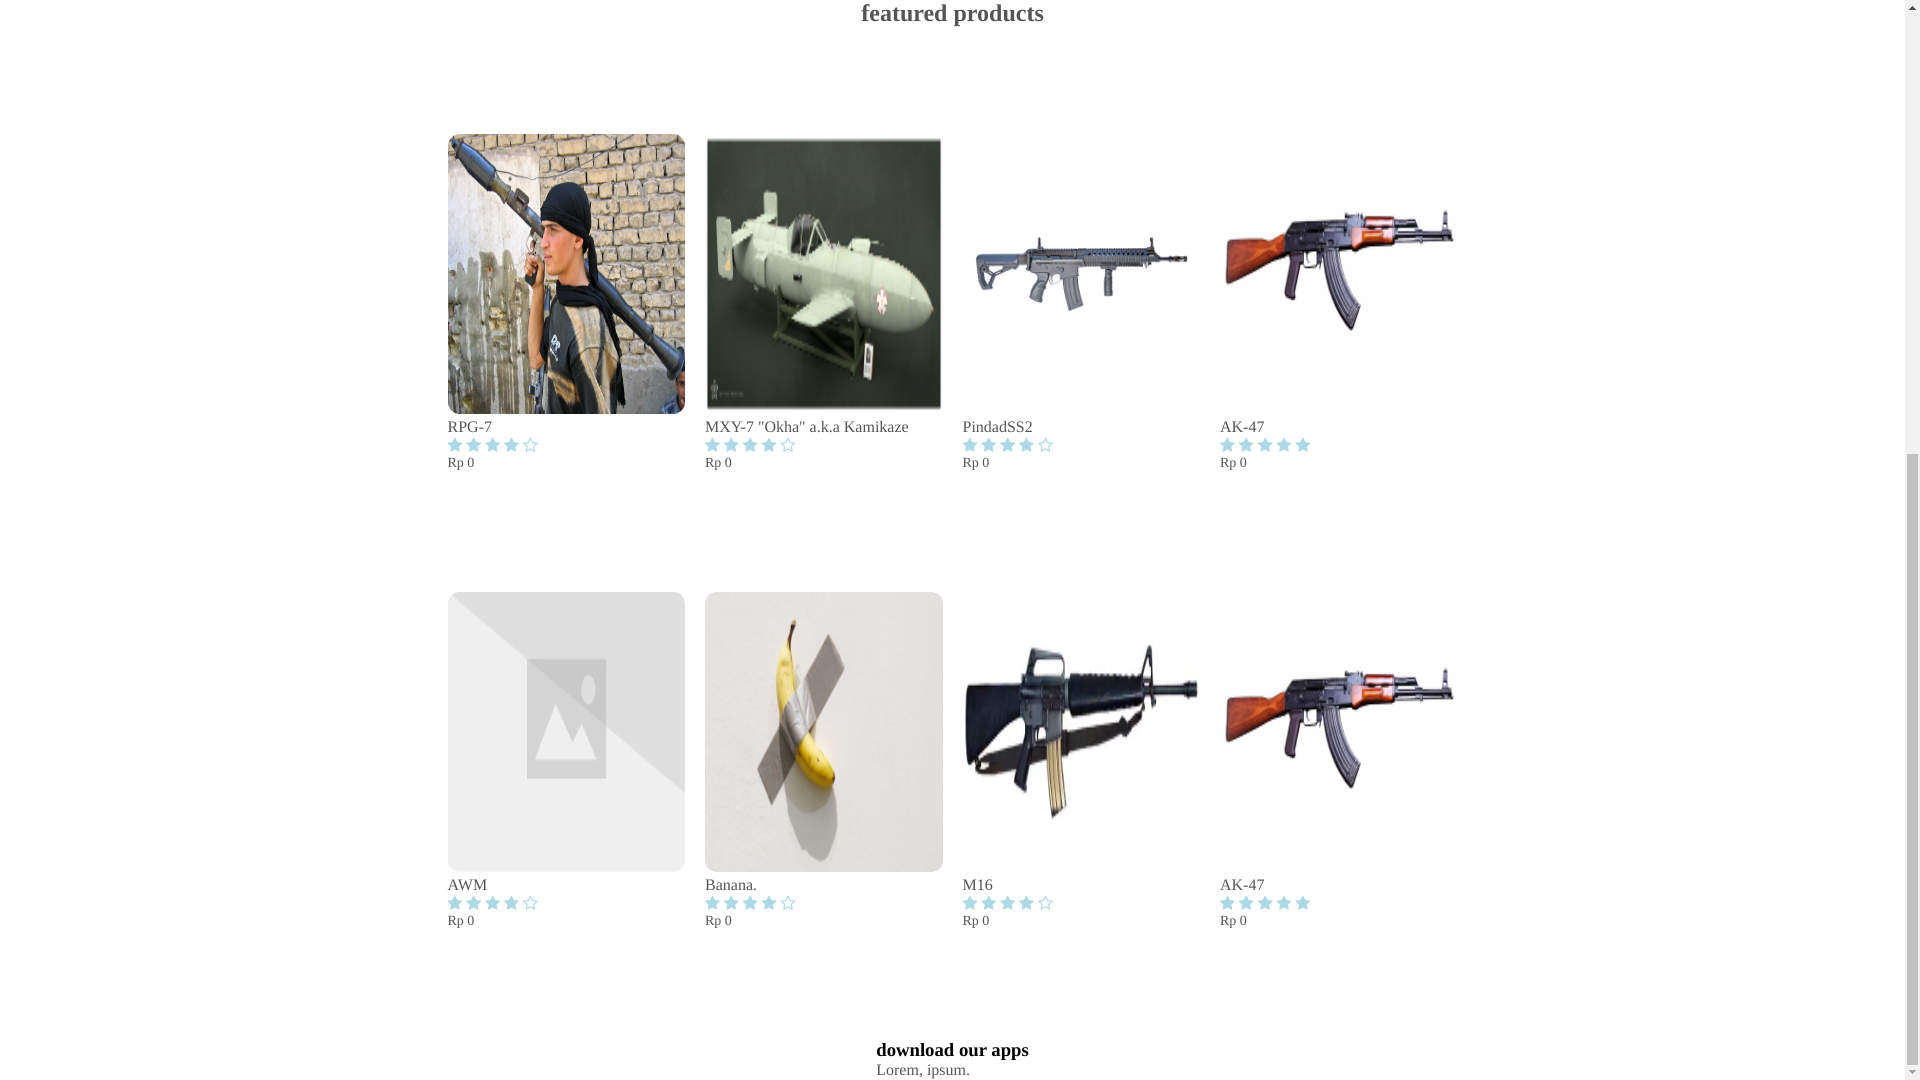 featured products
RPG-7
Rp 0
MXY-7 "Okha" a.k.a Kamikaze
Rp 0
PindadSS2
Rp 0
AK-47
Rp 0
AWM
Rp 0
Banana.
Rp 0
M16
Rp 0
AK-47
Rp 0
download our apps
Lorem, ipsum.